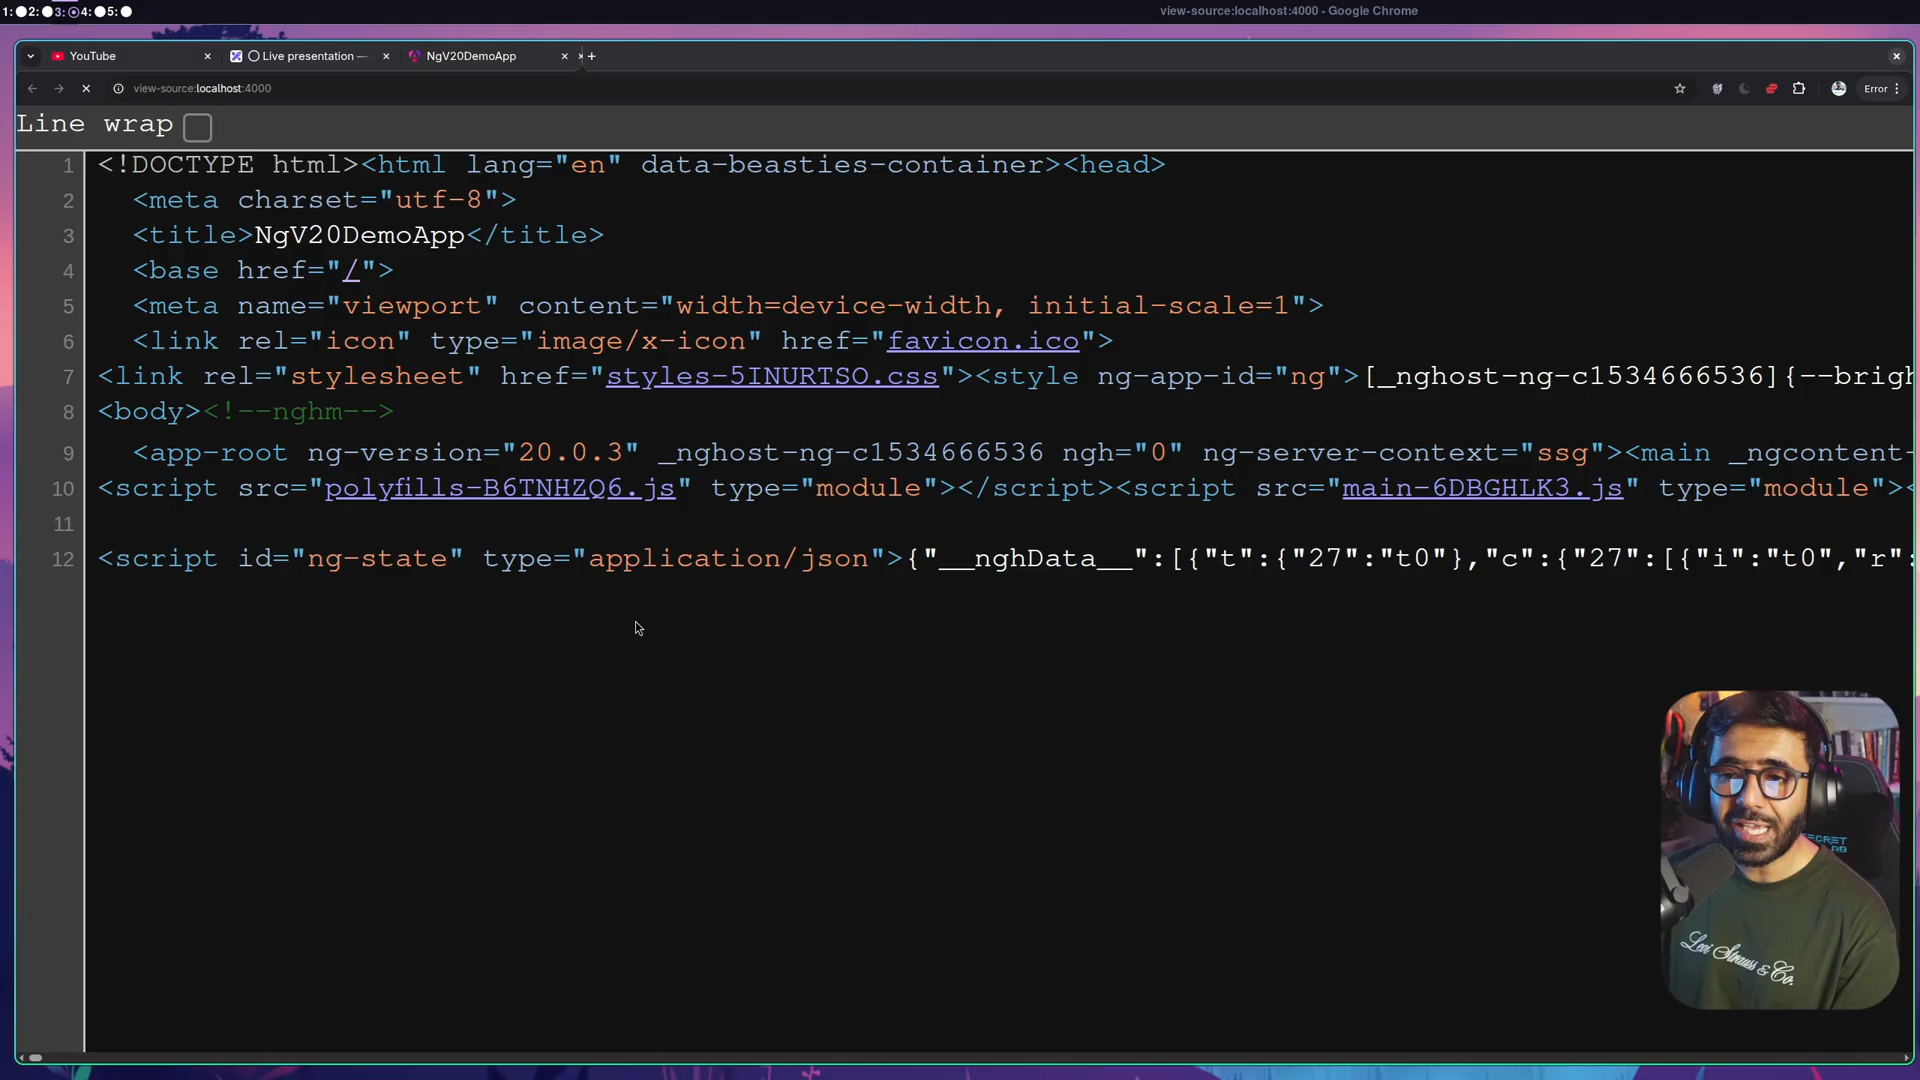 1: 2: 3: 4: 5:
view-source:localhost:4000 - Google Chrome
YouTube
Live presentation —
NgV20DemoApp
view-source:localhost:4000
Error
Line wrap
1 <!DOCTYPE html><html lang="en" data-beasties-container><head>
2 <meta charset="utf-8">
3 <title>NgV20DemoApp</title>
4 <base href="/">
5 <meta name="viewport" content="width=device-width, initial-scale=1">
6 <link rel="icon" type="image/x-icon" href="favicon.ico">
7 <link rel="stylesheet" href="styles-5INURTSO.css"><style ng-app-id="ng">[_nghost-ng-c1534666536]{--brigh
8 <body><!--nghm-->
9 <app-root ng-version="20.0.3" _nghost-ng-c1534666536 ngh="0" ng-server-context="ssg"><main _ngcontent-
10 <script src="polyfills-B6TNHZQ6.js" type="module"></script><script src="main-6DBGHLK3.js" type="module"><
11
12 <script id="ng-state" type="application/json">{"__nghData__":[{"t":{"27":"t0"},"c":{"27":[{"i":"t0","r":
Levi Strauss & Co.